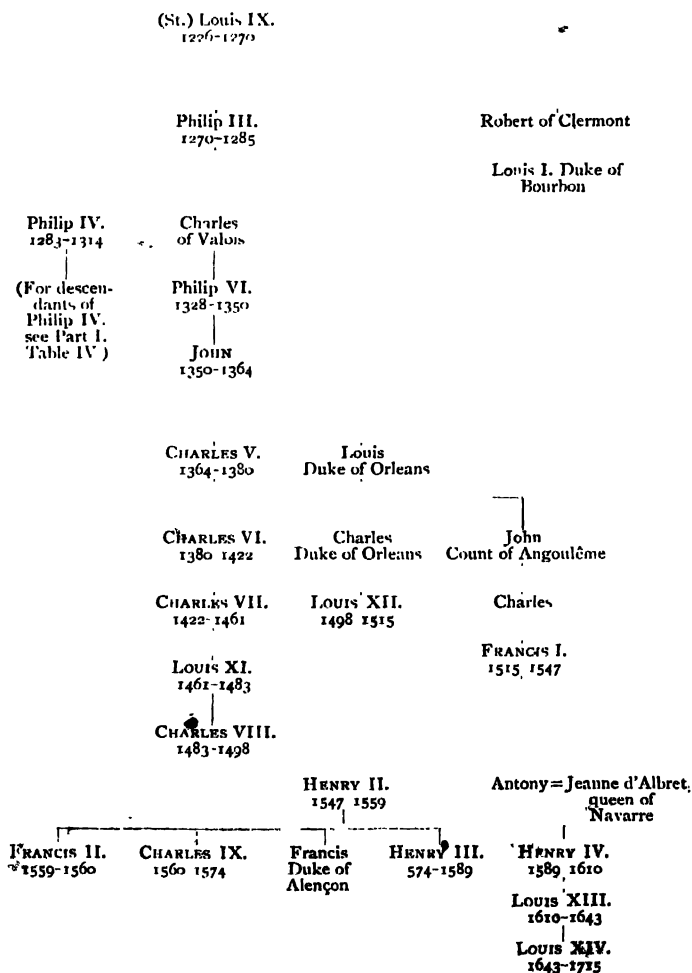 (St.) Louis IX.
1226-1270
Philip III.
1270-1285
Robert of Clermont
Louis I. Duke of
Bourbon
Philip IV.
1283-1314
Charles
of Valois
(For descen-
dants of
Philip IV.
see Part I.
Table IV)
Philip VI.
1328-1350
JOHN
1350-1364
CHARLES V.
1364-1380
Louis
Duke of Orleans
CHARLES VI.
1380 1422
Charles
Duke of Orleans
John
Count of Angoulême
CHARLES VII.
1422-1461
LOUIS XII.
1498 1515
Charles
LOUIS XI.
1461-1483
FRANCIS I.
1515 1547
CHARLES VIII.
1483-1498
HENRY II.
1547 1559
Antony=Jeanne d'Albret,
queen of
Navarre
FRANCIS II.
1559-1560
CHARLES IX.
1560 1574
Francis
Duke of
Alençon
HENRY III.
574-1589
HENRY IV.
1589 1610
LOUIS XIII.
1610-1643
LOUIS XIV.
1643-1715